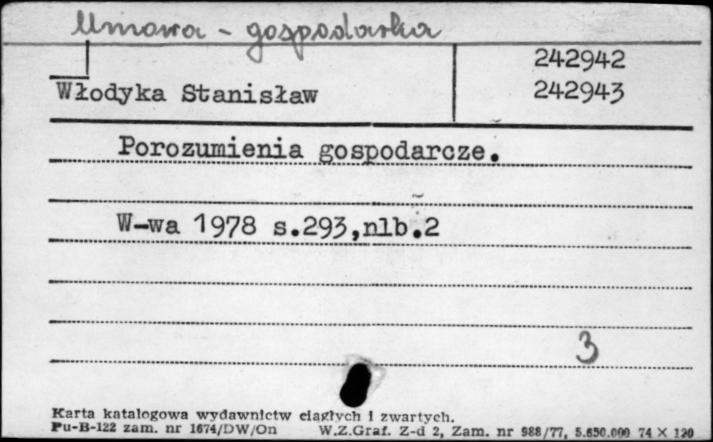 Umowa - gospodarka
242942
Włodyka Stanisław 242943
Porozumienia gospodarcze.
W-wa 1978 s.293,nlb.2
3
Karta katalogowa wydawnictw ciągłych i zwartych.
Pu-B-122 zam. nr 1674/DW/On W.Z.Graf. Z-d 2, Zam. nr 988/77, 5.650.000 74 X 120